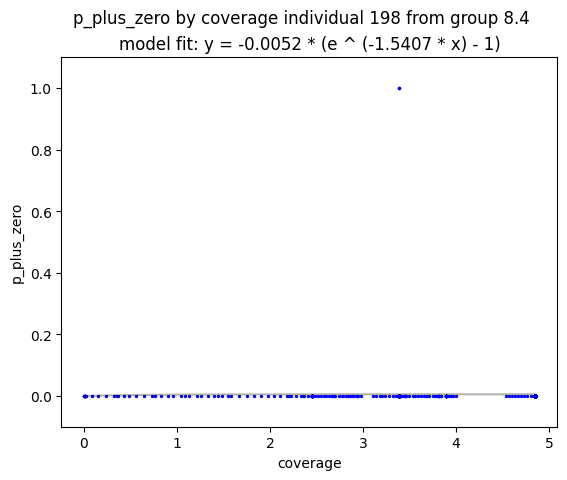 p_plus_zero by coverage individual 198 from group 8.4
model fit: y = -0.0052 * (e ^ (-1.5407 * x) - 1)
1.0
0.8
0.6
0.4
0.2
0.0
p_plus_zero
0 1 2 3 4 5
coverage